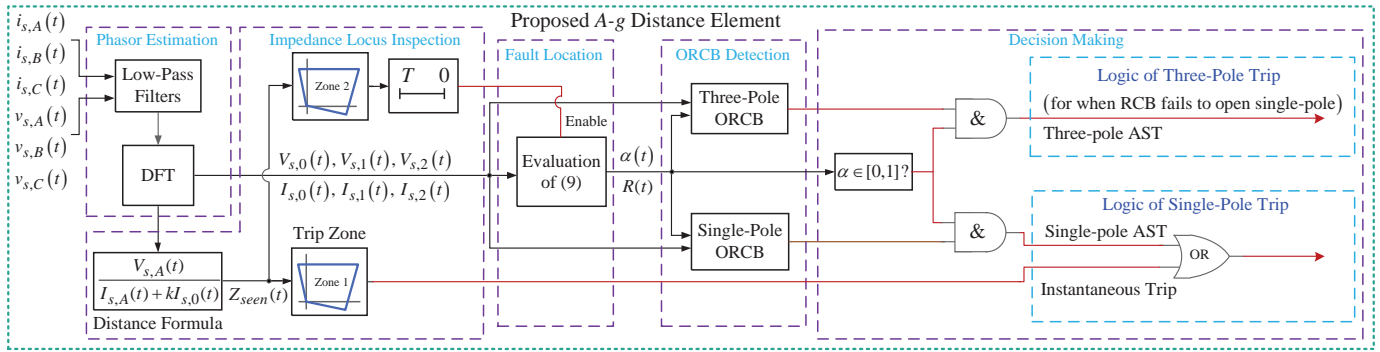 Proposed A-g Distance Element
i_{s,A}(t)
i_{s,B}(t)
i_{s,C}(t)
v_{s,A}(t)
v_{s,B}(t)
v_{s,C}(t)
Phasor Estimation
Low-Pass
Filters
DFT
V_{s,A}(t)
I_{s,A}(t)+kI_{s,0}(t)
Distance Formula
Z_{seen}(t)
Impedance Locus Inspection
Zone 2
T 0
V_{s,0}(t), V_{s,1}(t), V_{s,2}(t)
I_{s,0}(t), I_{s,1}(t), I_{s,2}(t)
Trip Zone
Zone 1
Fault Location
Enable
Evaluation
of (9)
α(t)
R(t)
ORCB Detection
Three-Pole
ORCB
Single-Pole
ORCB
Decision Making
α∈[0,1]?
&
&
Logic of Three-Pole Trip
(for when RCB fails to open single-pole)
Three-pole AST
Logic of Single-Pole Trip
Single-pole AST
OR
Instantaneous Trip